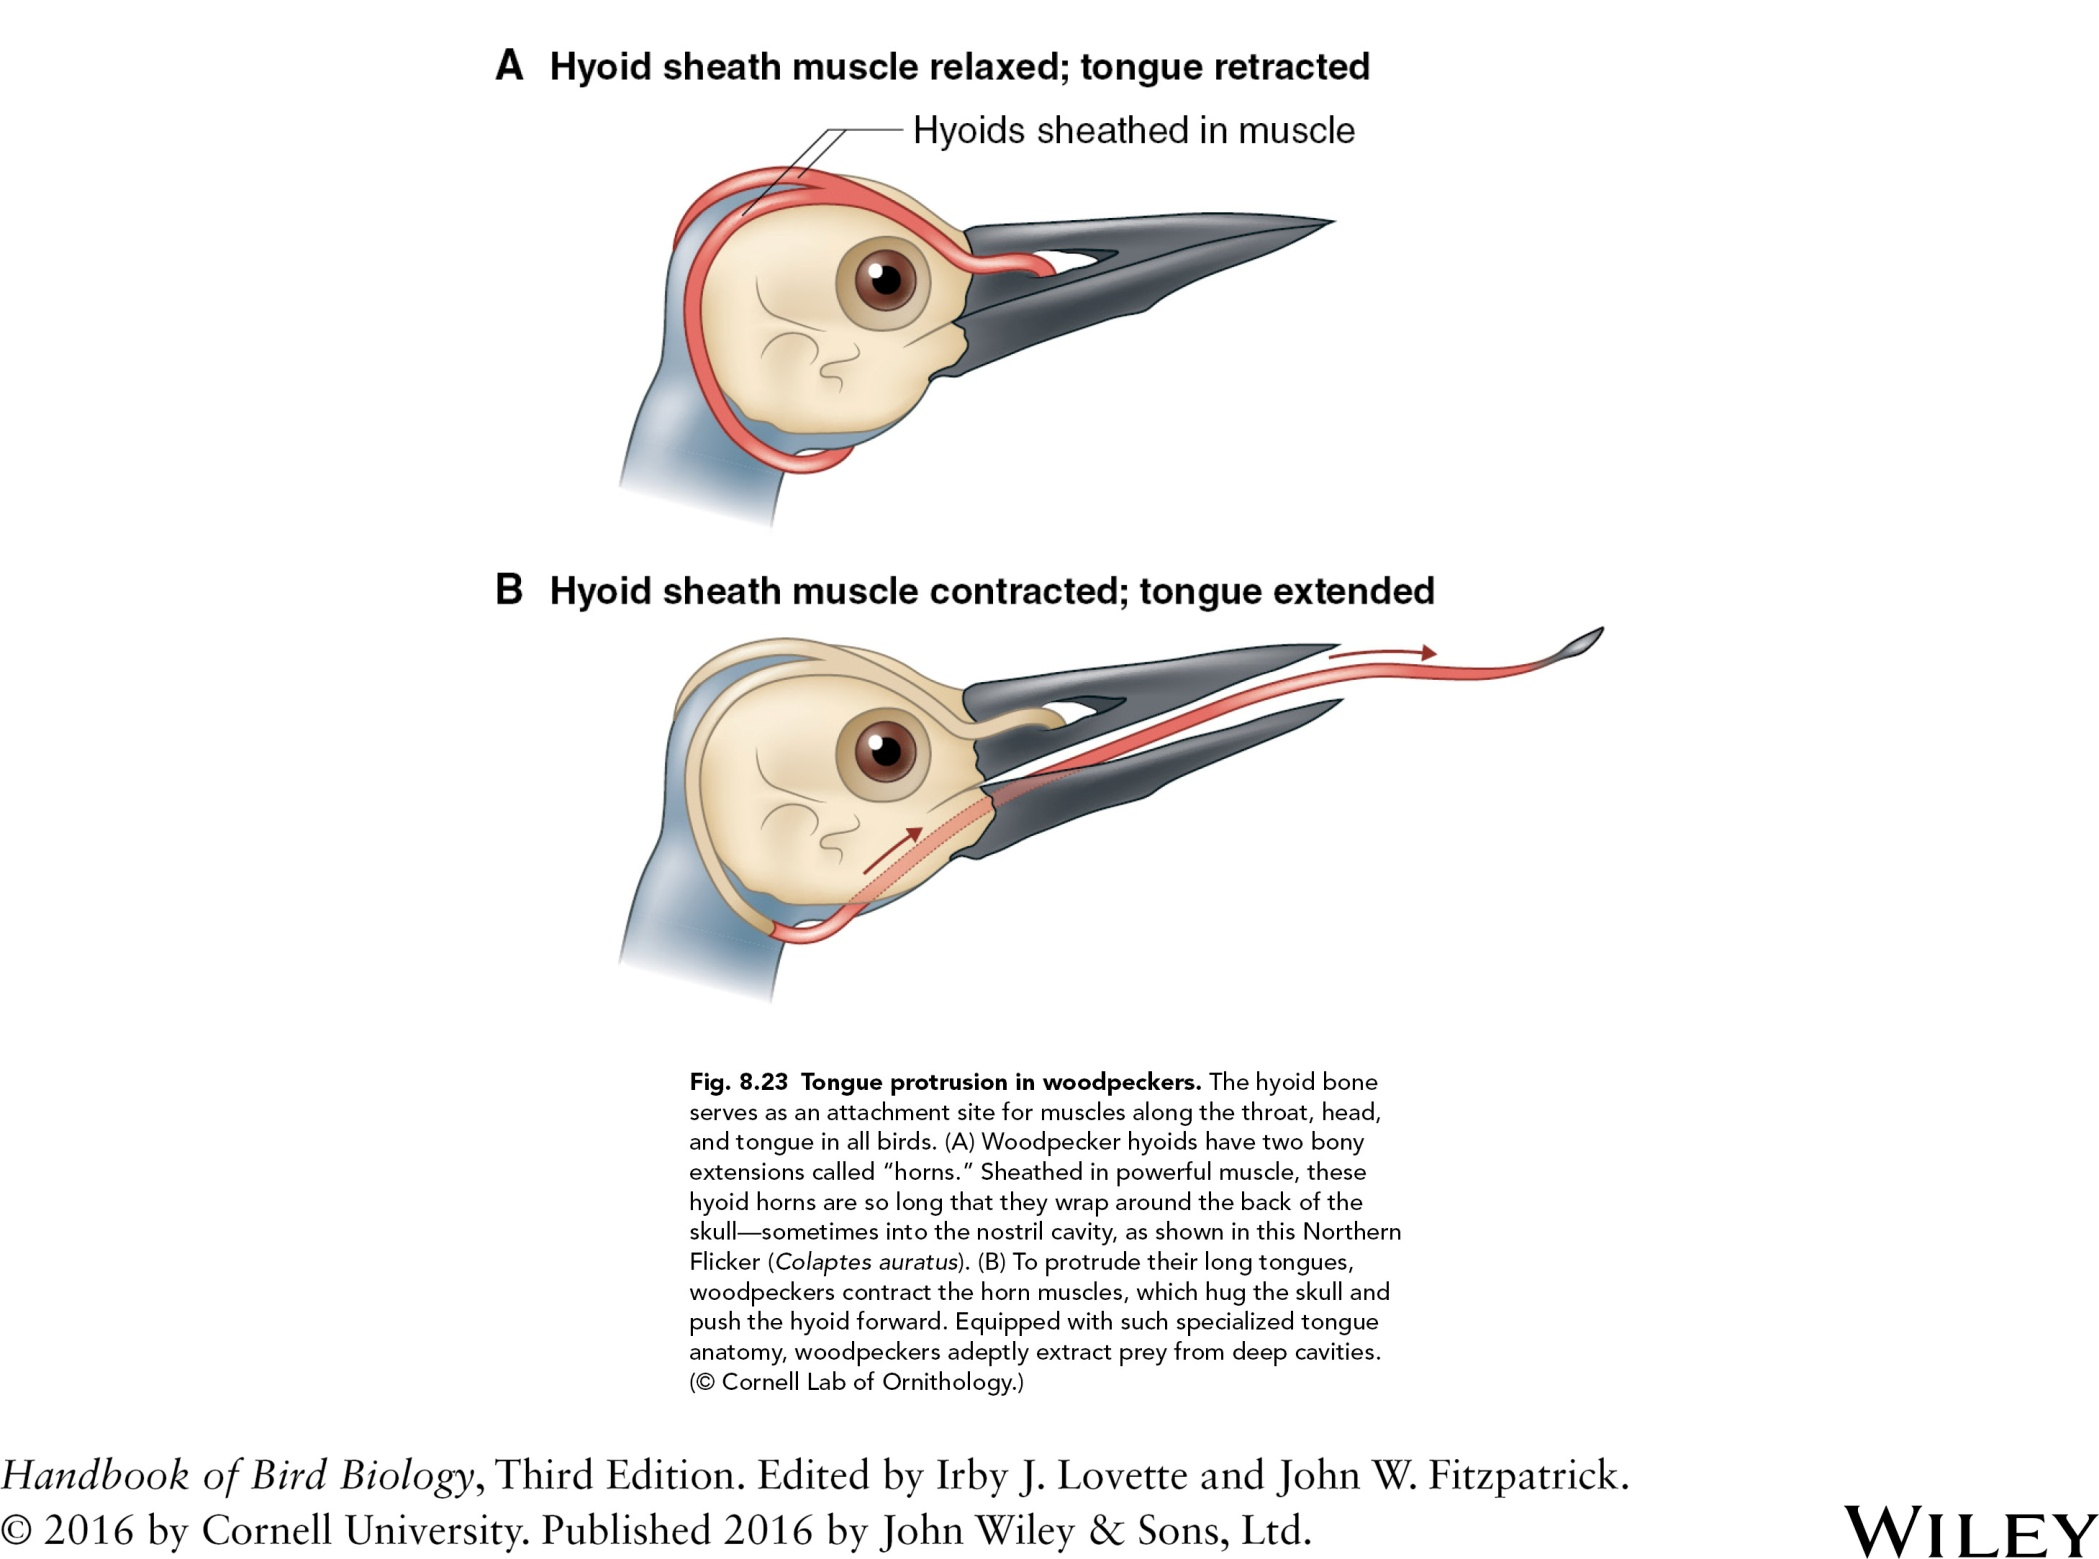 A Hyoid sheath muscle relaxed; tongue retracted
Hyoids sheathed in muscle
B Hyoid sheath muscle contracted; tongue extended
Fig. 8.23 Tongue protrusion in woodpeckers. The hyoid bone
serves as an attachment site for muscles along the throat, head,
and tongue in all birds. (A) Woodpecker hyoids have two bony
extensions called “horns.” Sheathed in powerful muscle, these
hyoid horns are so long that they wrap around the back of the
skull—sometimes into the nostril cavity, as shown in this Northern
Flicker (Colaptes auratus). (B) To protrude their long tongues,
woodpeckers contract the horn muscles, which hug the skull and
push the hyoid forward. Equipped with such specialized tongue
anatomy, woodpeckers adeptly extract prey from deep cavities.
(© Cornell Lab of Ornithology.)
Handbook of Bird Biology, Third Edition. Edited by Irby J. Lovette and John W. Fitzpatrick.
© 2016 by Cornell University. Published 2016 by John Wiley & Sons, Ltd.
WILEY